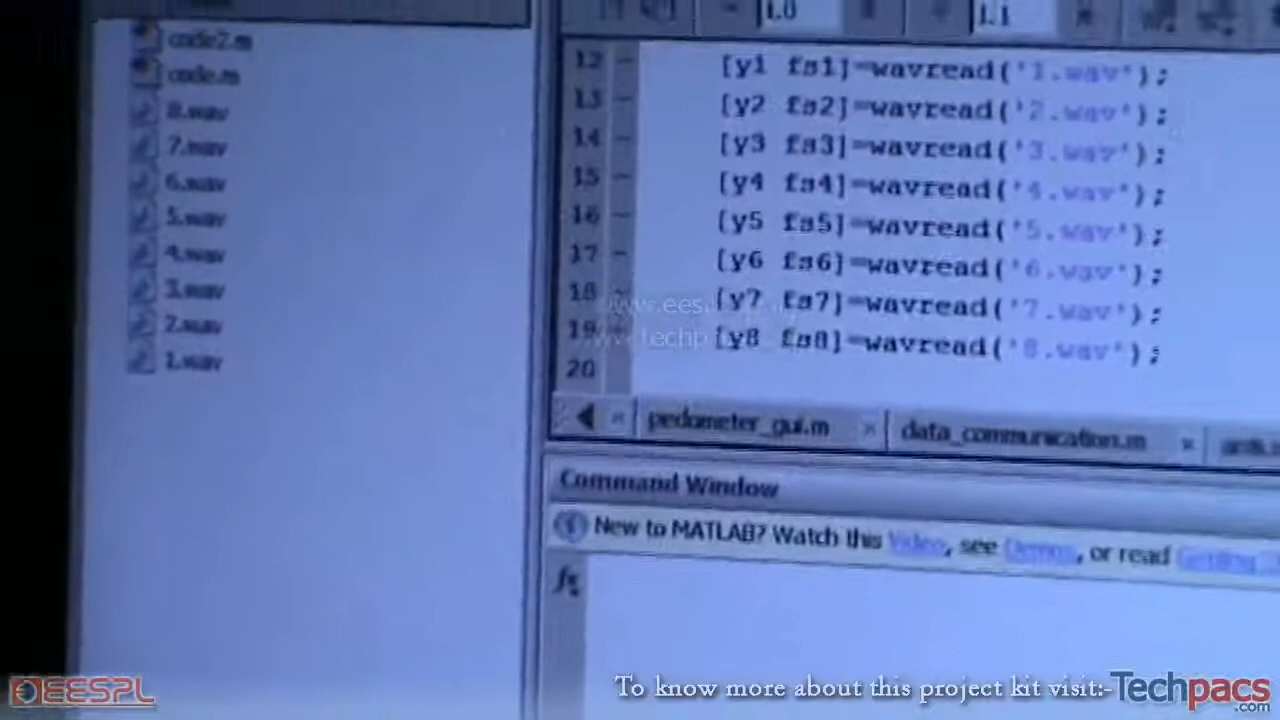 code2.m
code.m
8.wav
7.wav
6.wav
5.wav
4.wav
3.wav
2.wav
1.wav
1.0
1.1
12 [y1 fs1]=wavread('1.wav');
13 [y2 fs2]=wavread('2.wav');
14 [y3 fs3]=wavread('3.wav');
15 [y4 fs4]=wavread('4.wav');
16 [y5 fs5]=wavread('5.wav');
17 [y6 fs6]=wavread('6.wav');
18 [y7 fs7]=wavread('7.wav');
19 [y8 fs8]=wavread('8.wav');
20
pedometer_gui.m data_communication.m
Command Window
New to MATLAB? Watch this Video, see Demos, or read Getting
fx
EESPL
To know more about this project kit visit:- Techpacs.com